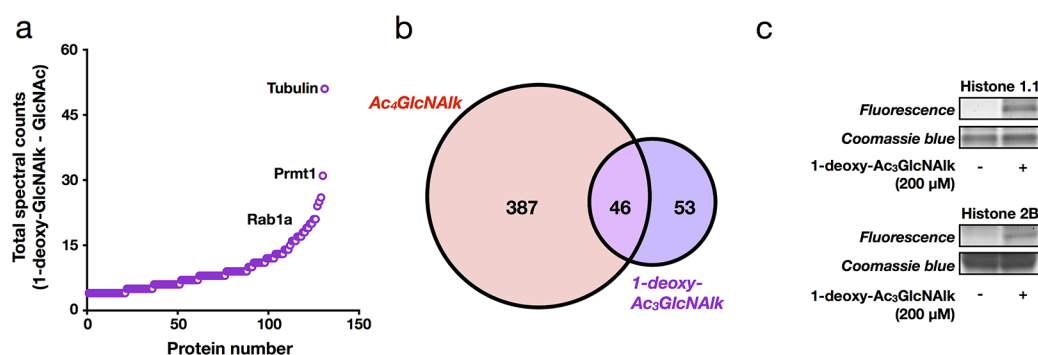 a
Total spectral counts
(1-deoxy-GlcNAlk - GlcNAc)
60
45
30
15
0
Tubulin
Prmt1
Rab1a
0 50 100 150
Protein number
b
Ac₄GlcNAlk
387 46 53
1-deoxy-
Ac₃GlcNAlk
c
Histone 1.1
Fluorescence
Coomassie blue
1-deoxy-Ac₃GlcNAlk - +
(200 µM)
Histone 2B
Fluorescence
Coomassie blue
1-deoxy-Ac₃GlcNAlk - +
(200 µM)